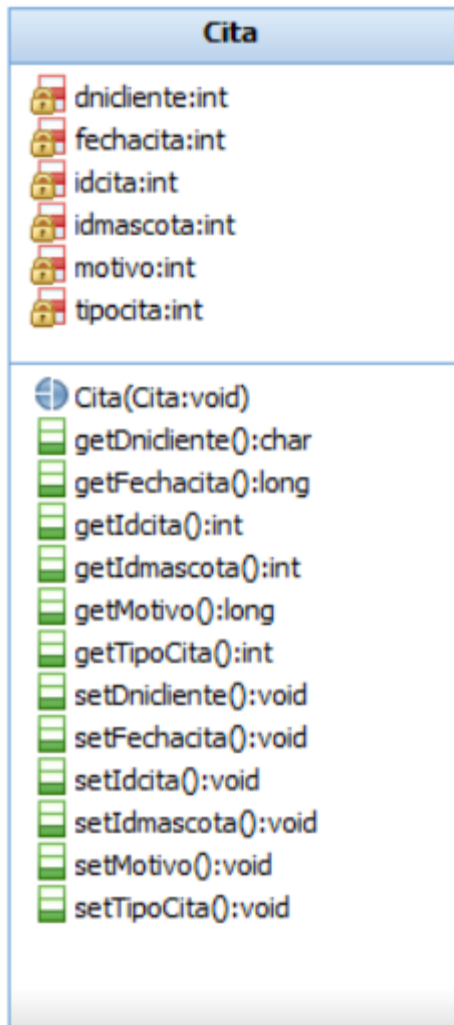 Cita
dnicliente:int
fechacita:int
idcita:int
idmascota:int
motivo:int
tipocita:int
Cita(Cita:void)
getDnicliente():char
getFechacita():long
getIdcita():int
getIdmascota():int
getMotivo():long
getTipoCita():int
setDnicliente():void
setFechacita():void
setIdcita():void
setIdmascota():void
setMotivo():void
setTipoCita():void